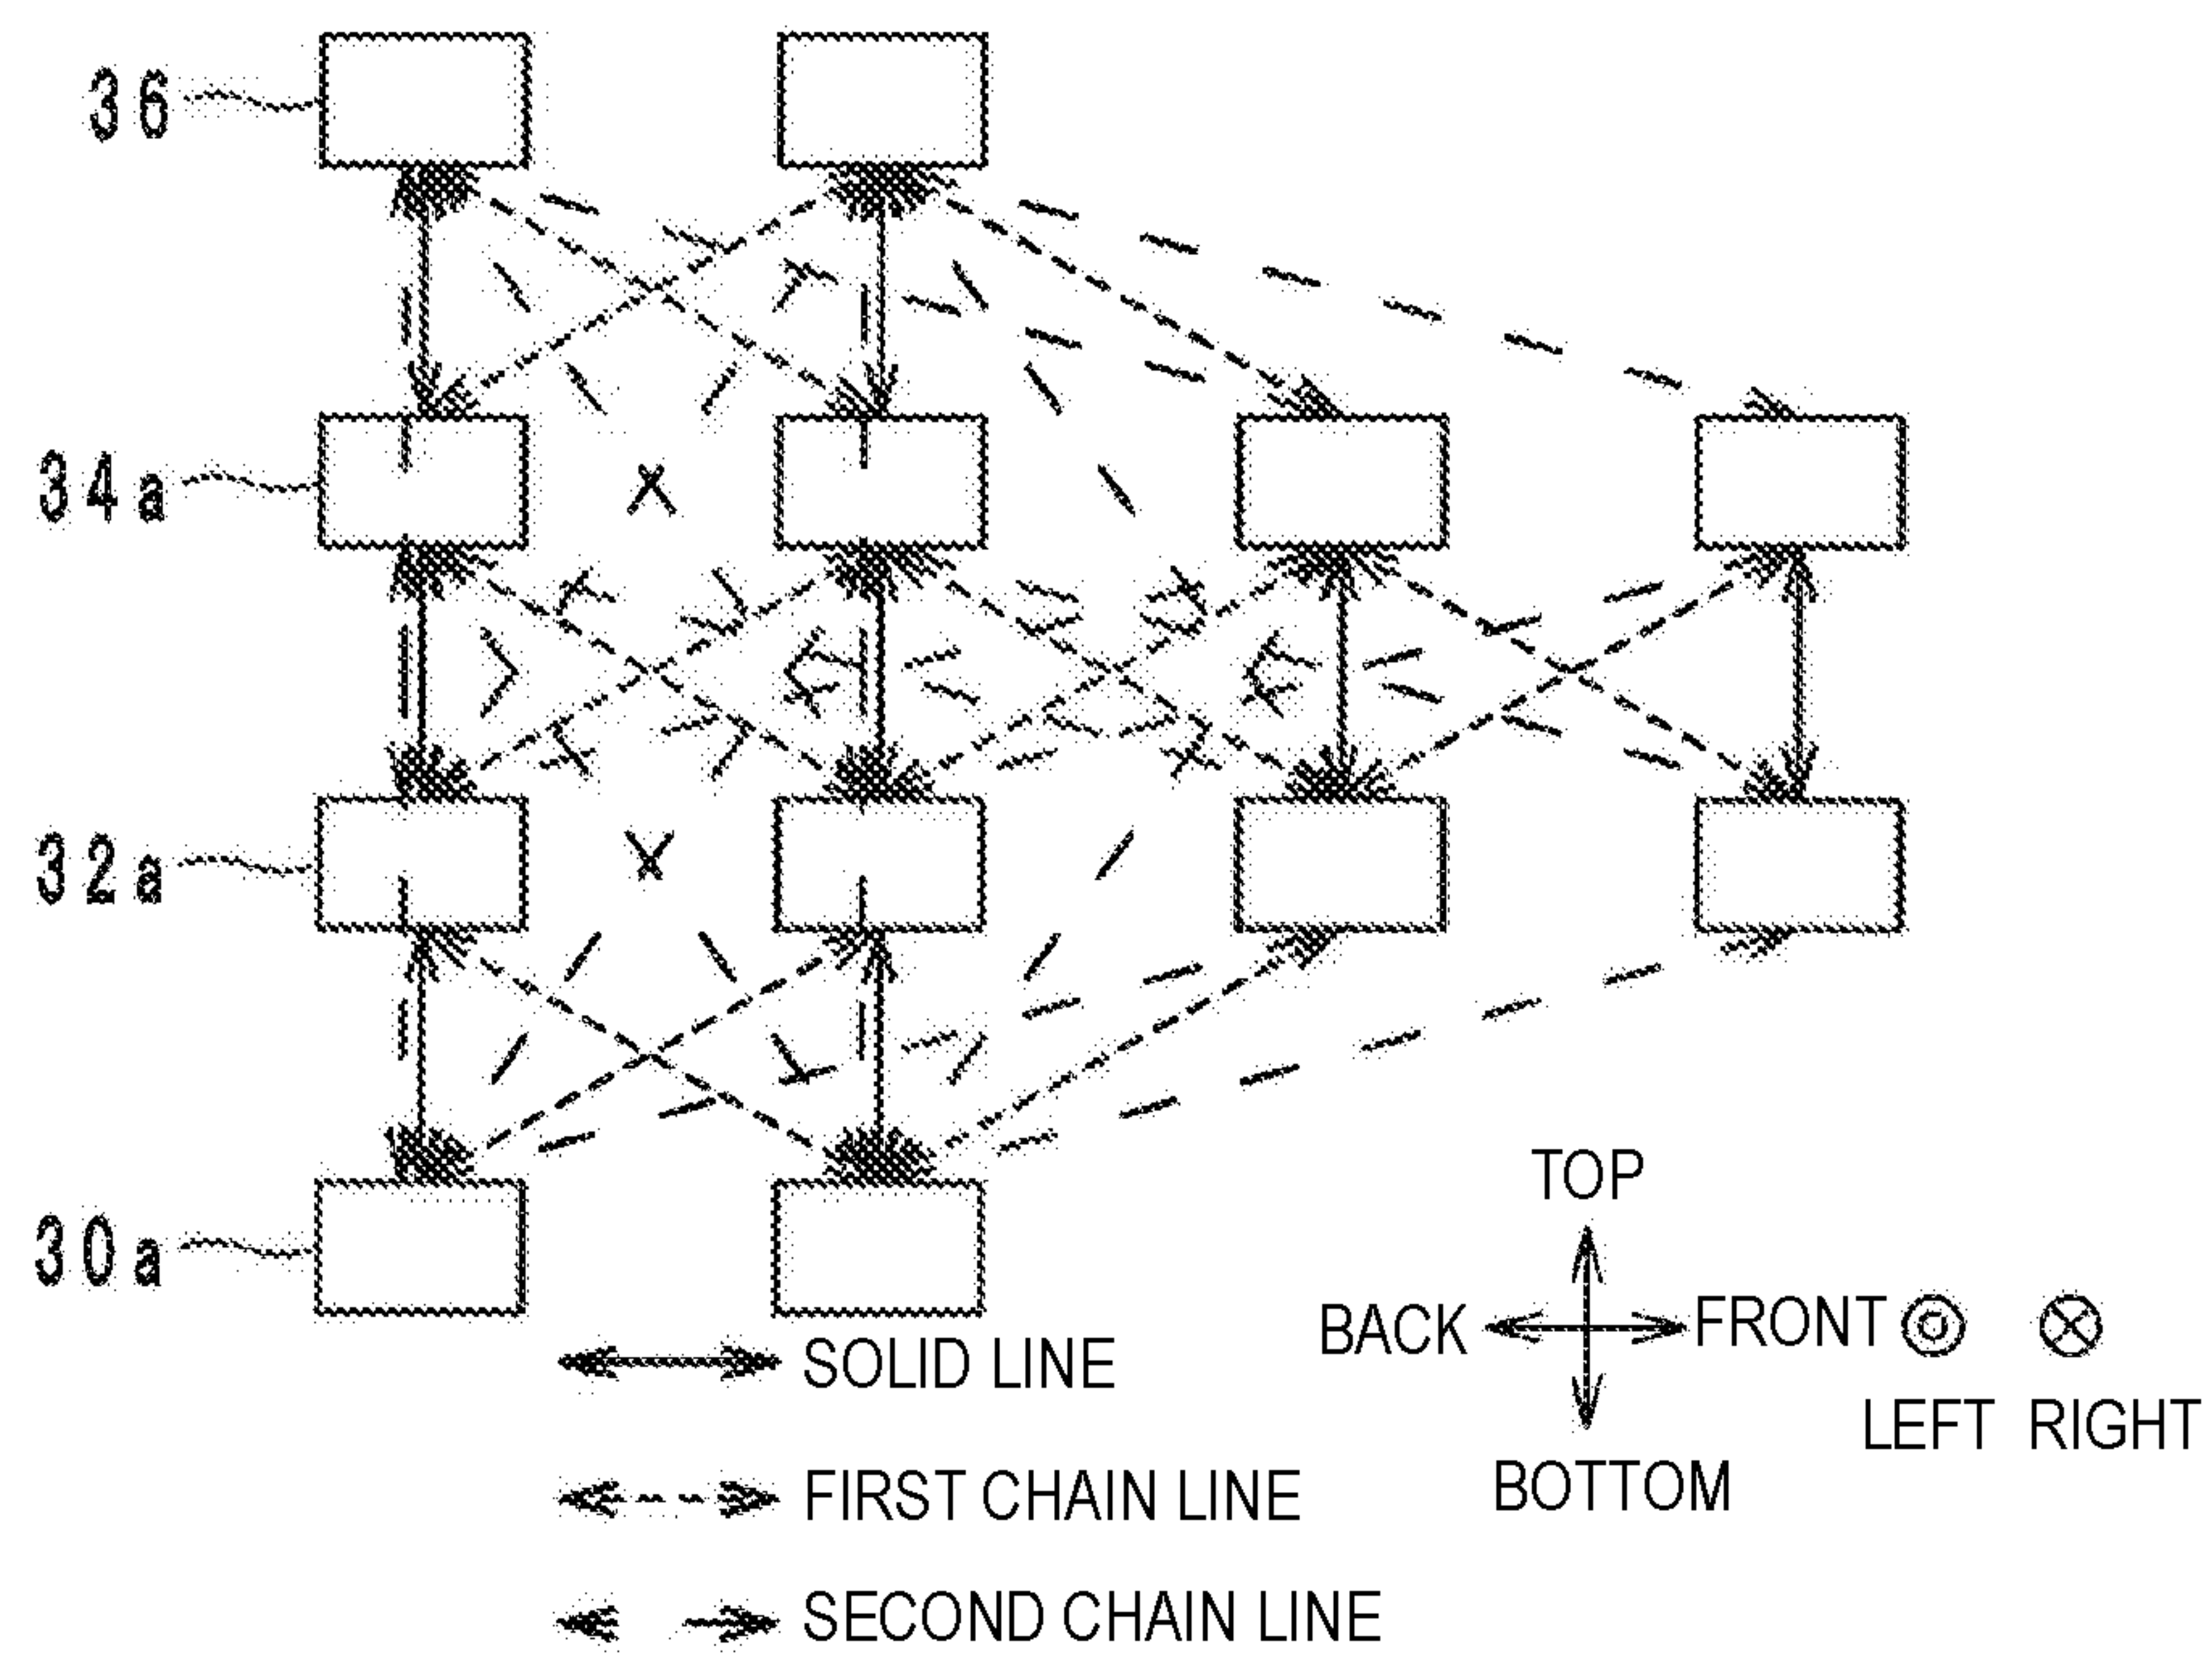 36
34a
32a
30a
TOP
BACK FRONT
LEFT RIGHT
BOTTOM
SOLID LINE
FIRST CHAIN LINE
SECOND CHAIN LINE